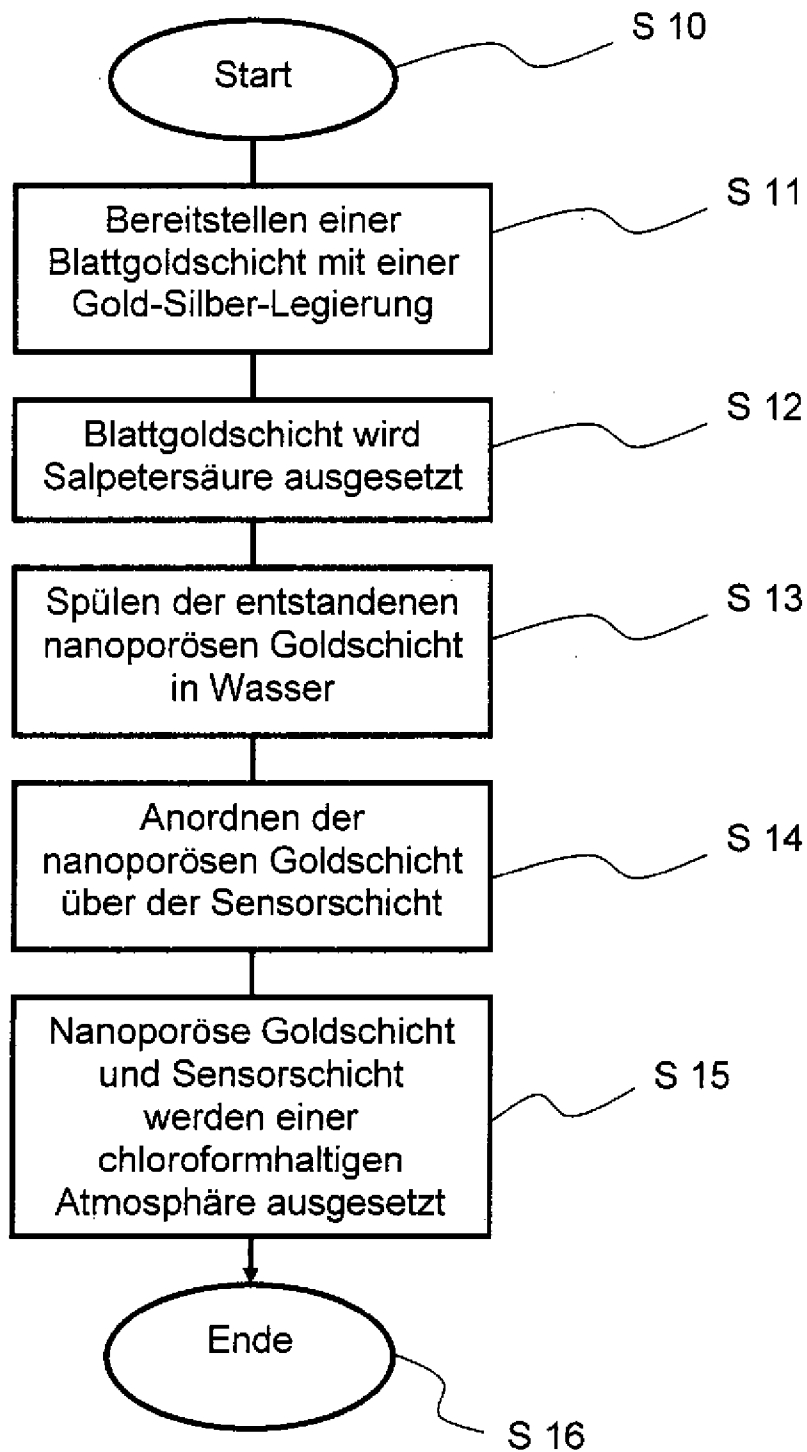 S 10
Start
S 11
Bereitstellen einer
Blattgoldschicht mit einer
Gold-Silber-Legierung
S 12
Blattgoldschicht wird
Salpetersäure ausgesetzt
S 13
Spülen der entstandenen
nanoporösen Goldschicht
in Wasser
S 14
Anordnen der
nanoporösen Goldschicht
über der Sensorschicht
S 15
Nanoporöse Goldschicht
und Sensorschicht
werden einer
chloroformhaltigen
Atmosphäre ausgesetzt
Ende
S 16